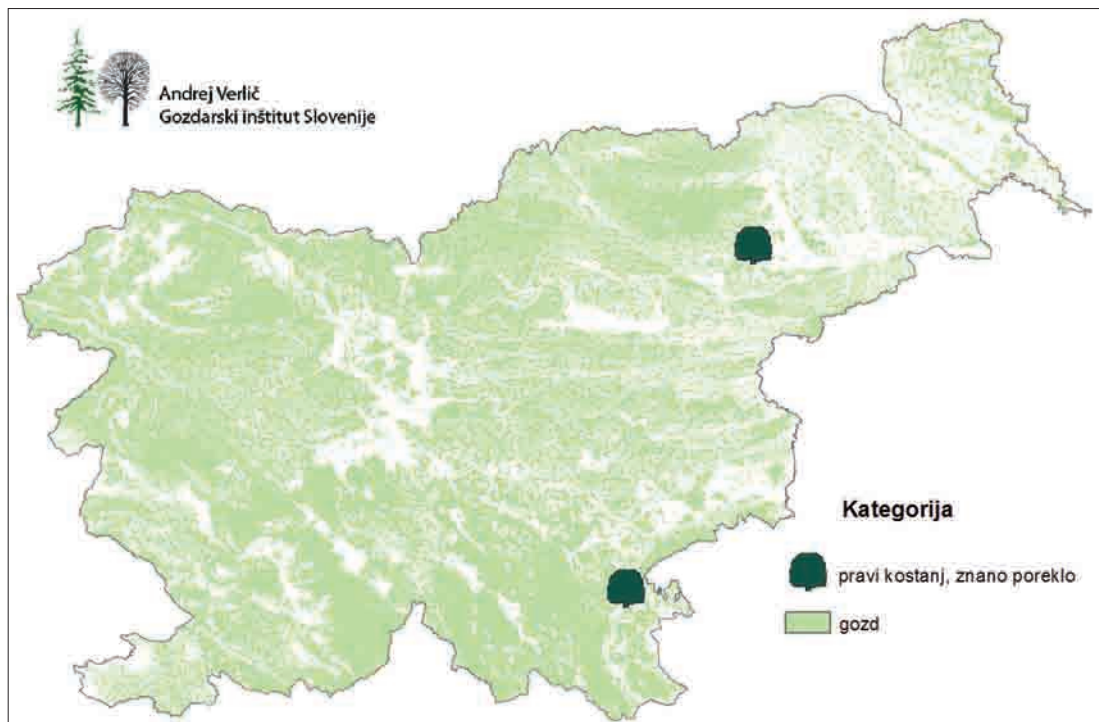 Andrej Verlič
Gozdarski inštitut Slovenije
Kategorija
pravi kostanj, znano poreklo
gozd